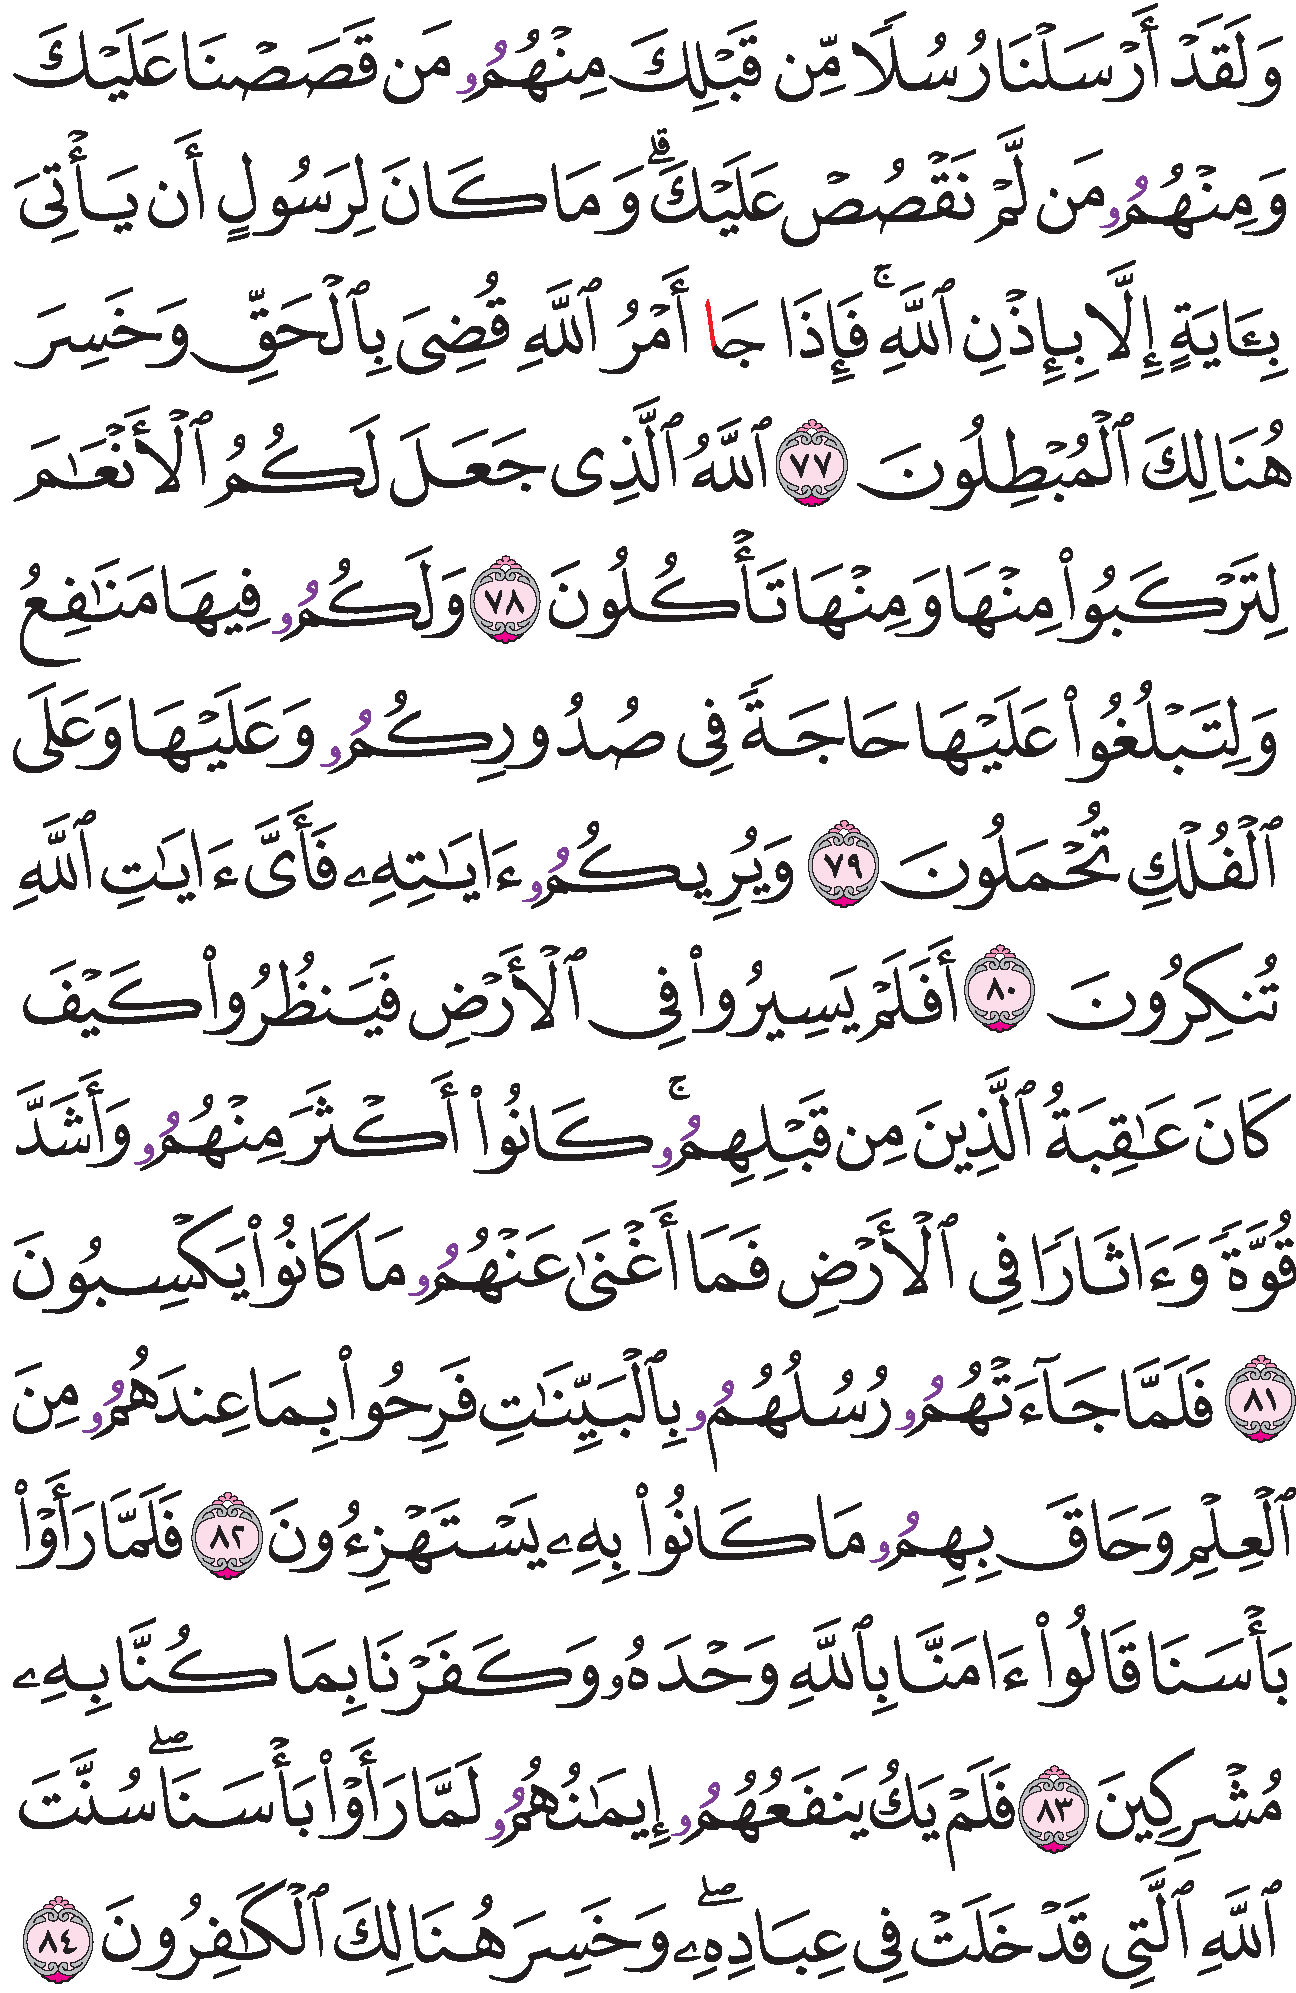 وَلَقَدۡ أَرۡسَلۡنَا رُسُلٗا مِّن قَبۡلِكَ مِنۡهُمُۥ مَن قَصَصۡنَا عَلَيۡكَ
وَمِنۡهُمُۥ مَن لَّمۡ نَقۡصُصۡ عَلَيۡكَۗ وَمَا كَانَ لِرَسُولٍ أَن يَأۡتِيَ
بِـَٔايَةٍ إِلَّا بِإِذۡنِ ٱللَّهِۚ فَإِذَا جَا أَمۡرُ ٱللَّهِ قُضِيَ بِٱلۡحَقِّ وَخَسِرَ
هُنَالِكَ ٱلۡمُبۡطِلُونَ ٧٧ ٱللَّهُ ٱلَّذِي جَعَلَ لَكُمُ ٱلۡأَنۡعَٰمَ
لِتَرۡكَبُواْ مِنۡهَا وَمِنۡهَا تَأۡكُلُونَ ٧٨ وَلَكُمُۥ فِيهَا مَنَٰفِعُ
وَلِتَبۡلُغُواْ عَلَيۡهَا حَاجَةٗ فِي صُدُورِكُمُۥ وَعَلَيۡهَا وَعَلَى
ٱلۡفُلۡكِ تُحۡمَلُونَ ٧٩ وَيُرِيكُمُۥ ءَايَٰتِهِۦ فَأَيَّ ءَايَٰتِ ٱللَّهِ
تُنكِرُونَ ٨٠ أَفَلَمۡ يَسِيرُواْ فِي ٱلۡأَرۡضِ فَيَنظُرُواْ كَيۡفَ
كَانَ عَٰقِبَةُ ٱلَّذِينَ مِن قَبۡلِهِمُۥۚ كَانُواْ أَكۡثَرَ مِنۡهُمُۥ وَأَشَدَّ
قُوَّةٗ وَءَاثَارٗا فِي ٱلۡأَرۡضِ فَمَا أَغۡنَىٰ عَنۡهُمُۥ مَا كَانُواْ يَكۡسِبُونَ
٨١ فَلَمَّا جَآءَتۡهُمُۥ رُسُلُهُمُۥ بِٱلۡبَيِّنَٰتِ فَرِحُواْ بِمَا عِندَهُمُۥ مِنَ
ٱلۡعِلۡمِ وَحَاقَ بِهِمُۥ مَا كَانُواْ بِهِۦ يَسۡتَهۡزِءُونَ ٨٢ فَلَمَّا رَأَوۡاْ
بَأۡسَنَا قَالُواْ ءَامَنَّا بِٱللَّهِ وَحۡدَهُۥ وَكَفَرۡنَا بِمَا كُنَّا بِهِۦ
مُشۡرِكِينَ ٨٣ فَلَمۡ يَكُ يَنفَعُهُمُۥ إِيمَٰنُهُمُۥ لَمَّا رَأَوۡاْ بَأۡسَنَاۖ سُنَّتَ
ٱللَّهِ ٱلَّتِي قَدۡ خَلَتۡ فِي عِبَادِهِۦۖ وَخَسِرَ هُنَالِكَ ٱلۡكَٰفِرُونَ ٨٤